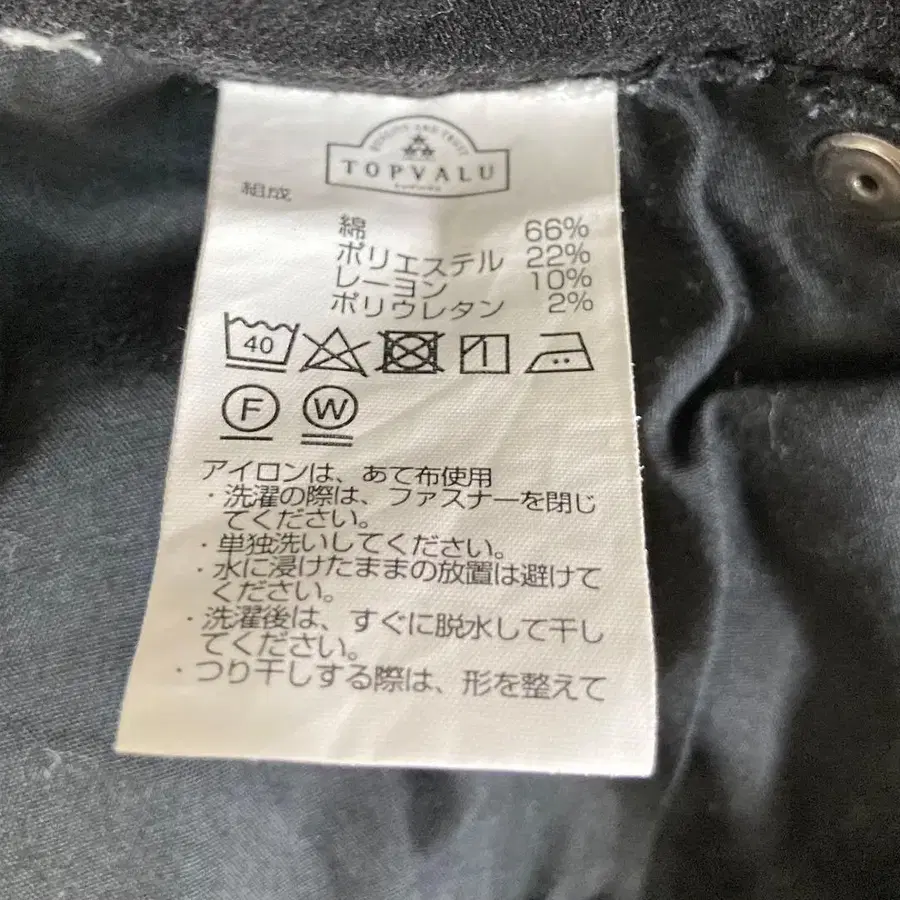 DESIGN AND TRUST
TOPVALU
組成
綿 66%
ポリエステル 22%
レーヨン 10%
ポリウレタン 2%
40
F W
アイロンは、あて布使用
・洗濯の際は、ファスナーを閉じ
てください。
・単独洗いしてください。
・水に浸けたままの放置は避けて
ください。
・洗濯後は、すぐに脱水して干し
てください。
・つり干しする際は、形を整えて